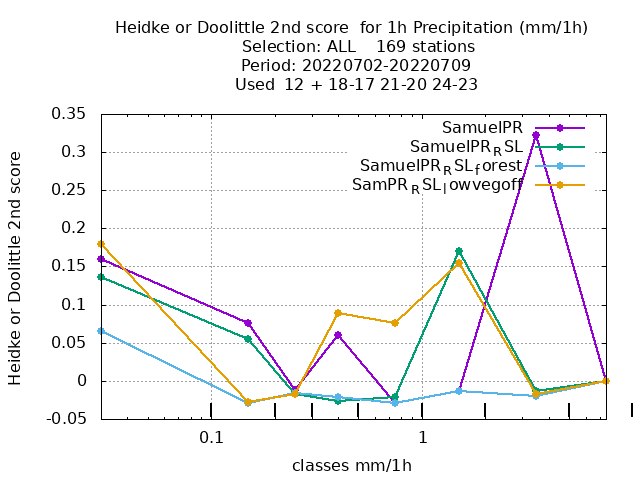 Heidke or Doolittle 2nd score  for 1h Precipitation (mm/1h)
Selection: ALL    169 stations
Period: 20220702-20220709
Used  12 + 18-17 21-20 24-23
SamuelPR
SamuelPR_RSL
SamuelPR_RSL_forest
SamPR_RSL_lowvegoff
Heidke or Doolittle 2nd score
0.35
0.3
0.25
0.2
0.15
0.1
0.05
0
-0.05
0.1
1
classes mm/1h